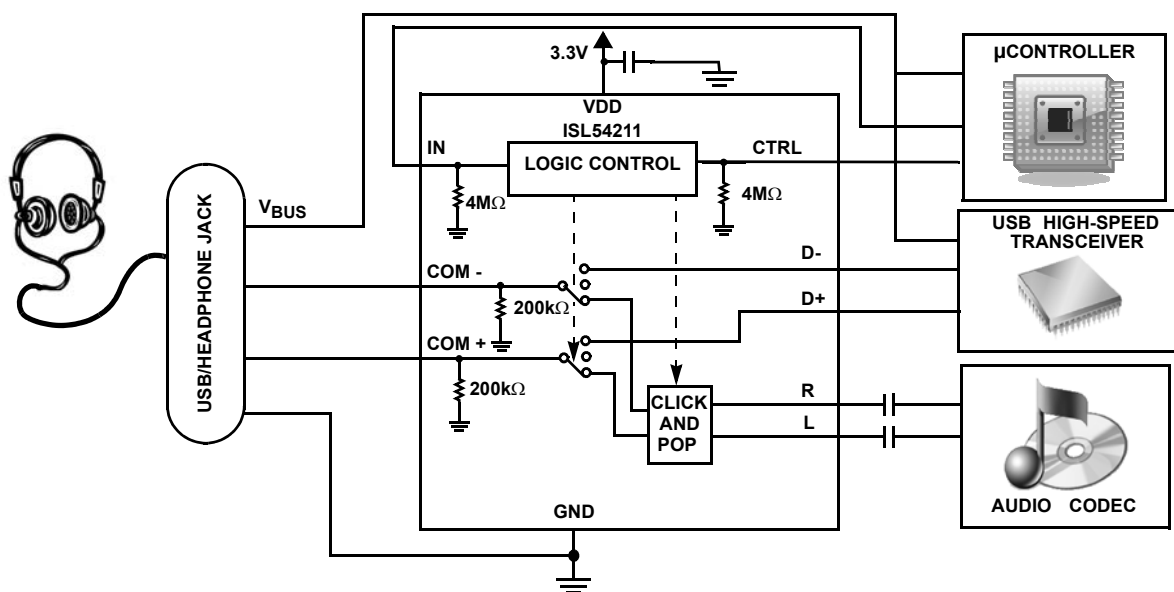 3.3V
µCONTROLLER
VDD
ISL54211
IN
LOGIC CONTROL
CTRL
4MΩ
4MΩ
USB/HEADPHONE JACK
VBUS
USB HIGH-SPEED
TRANSCEIVER
D-
COM -
200kΩ
D+
COM +
200kΩ
CLICK
AND
POP
R
L
AUDIO CODEC
GND